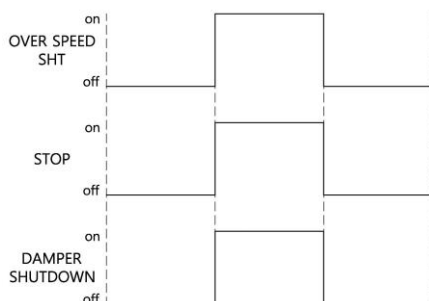 on
OVER SPEED
SHT
off
on
STOP
off
on
DAMPER
SHUTDOWN
off